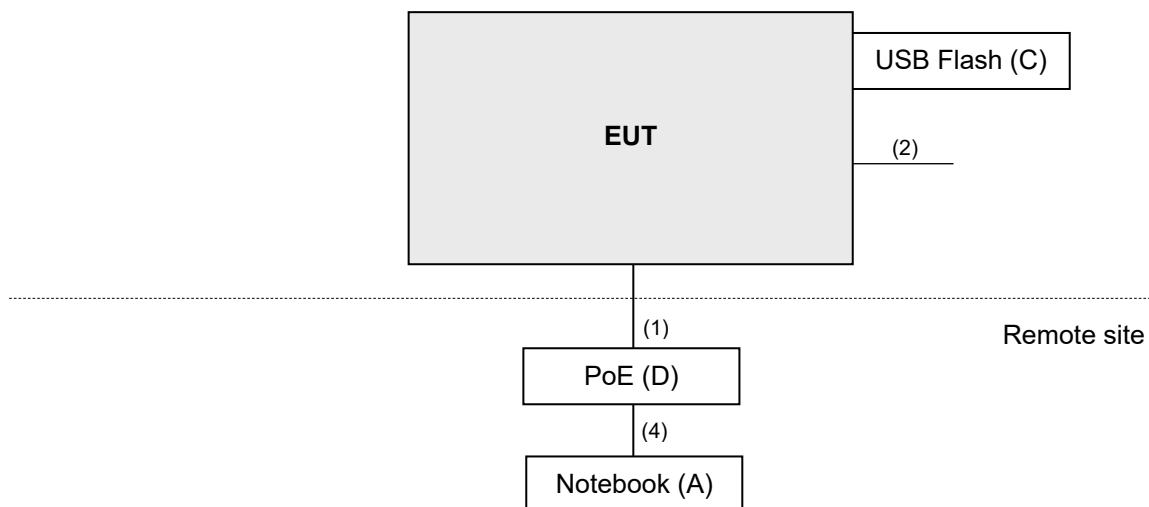 USB Flash (C)
EUT
(2)
(1)
Remote site
PoE (D)
(4)
Notebook (A)